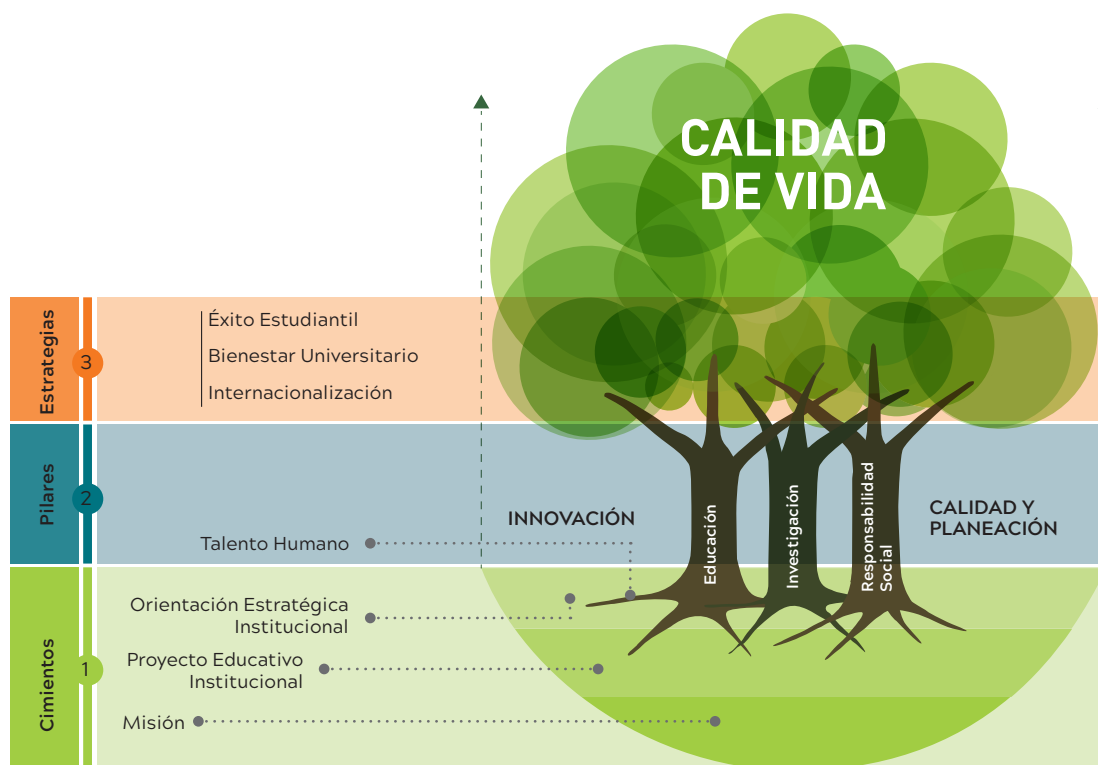 CALIDAD
DE VIDA
Estrategias
3
Éxito Estudiantil
Bienestar Universitario
Internacionalización
Pilares
2
Talento Humano
INNOVACIÓN
Educación
Investigación
Responsabilidad
Social
CALIDAD Y
PLANEACIÓN
Cimientos
1
Orientación Estratégica
Institucional
Proyecto Educativo
Institucional
Misión